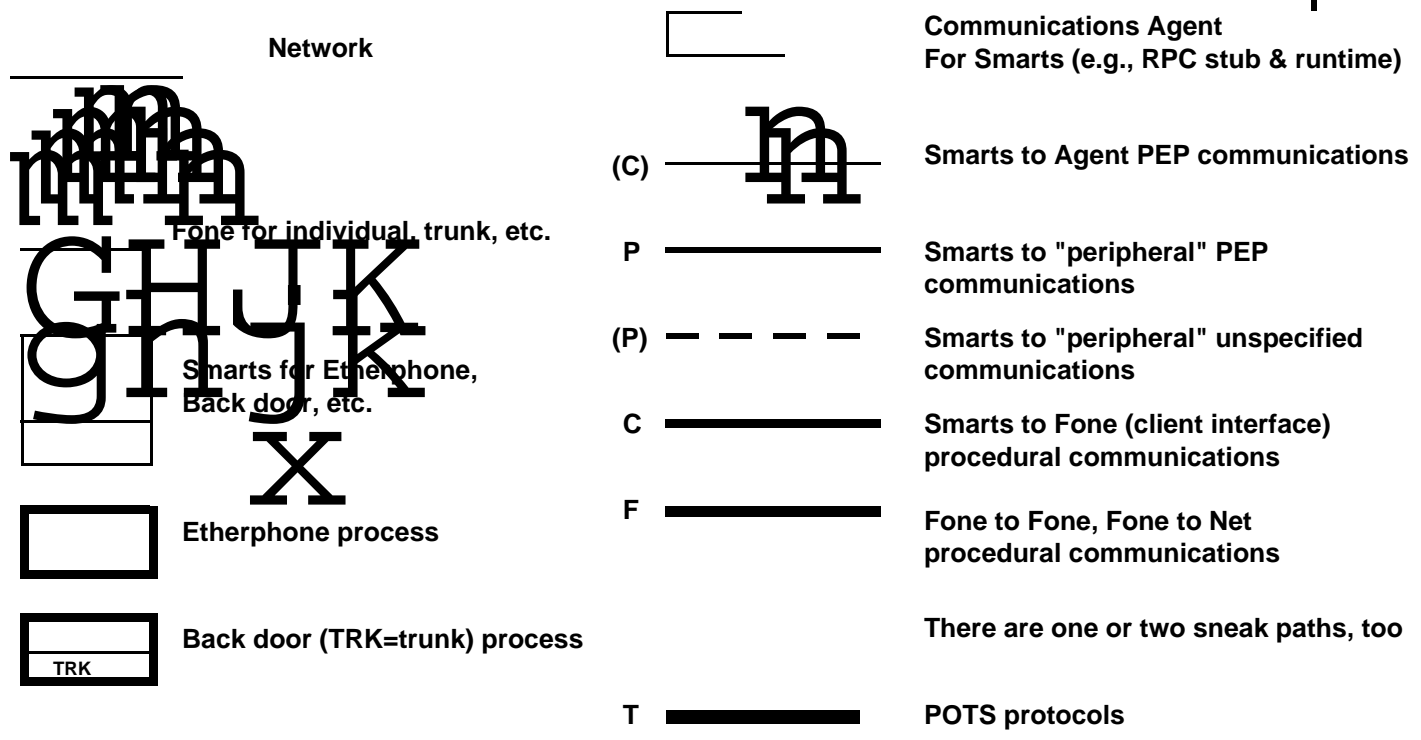 Network
Fone for individual, trunk, etc.
G H J K
g n y K
Smarts for Etherphone,
Back door, etc.
x
Etherphone process
Back door (TRK=trunk) process
TRK
Communications Agent
For Smarts (e.g., RPC stub & runtime)
(C) n Smarts to Agent PEP communications
P Smarts to "peripheral" PEP
communications
(P) Smarts to "peripheral" unspecified
communications
C Smarts to Fone (client interface)
procedural communications
F Fone to Fone, Fone to Net
procedural communications
There are one or two sneak paths, too
T POTS protocols